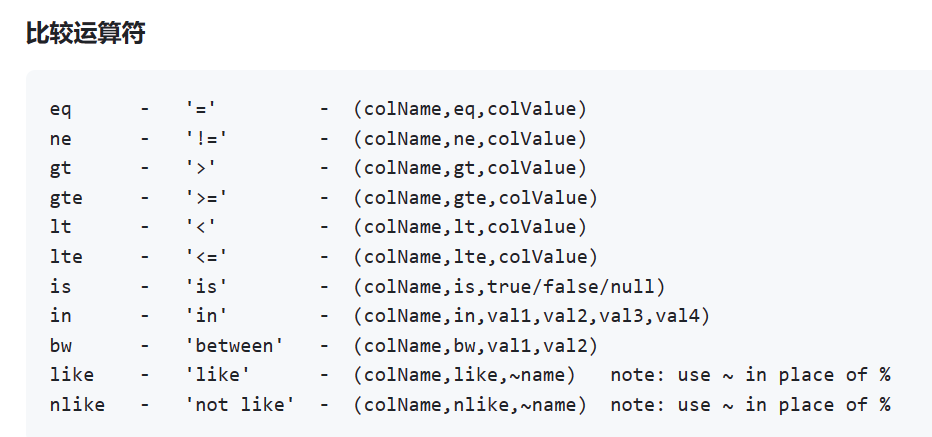 比较运算符
eq - '=' - (colName,eq,colValue)
ne - '!=' - (colName,ne,colValue)
gt - '>' - (colName,gt,colValue)
gte - '>=' - (colName,gte,colValue)
lt - '<' - (colName,lt,colValue)
lte - '<=' - (colName,lte,colValue)
is - 'is' - (colName,is,true/false/null)
in - 'in' - (colName,in,val1,val2,val3,val4)
bw - 'between' - (colName,bw,val1,val2)
like - 'like' - (colName,like,~name) note: use ~ in place of %
nlike - 'not like' - (colName,nlike,~name) note: use ~ in place of %